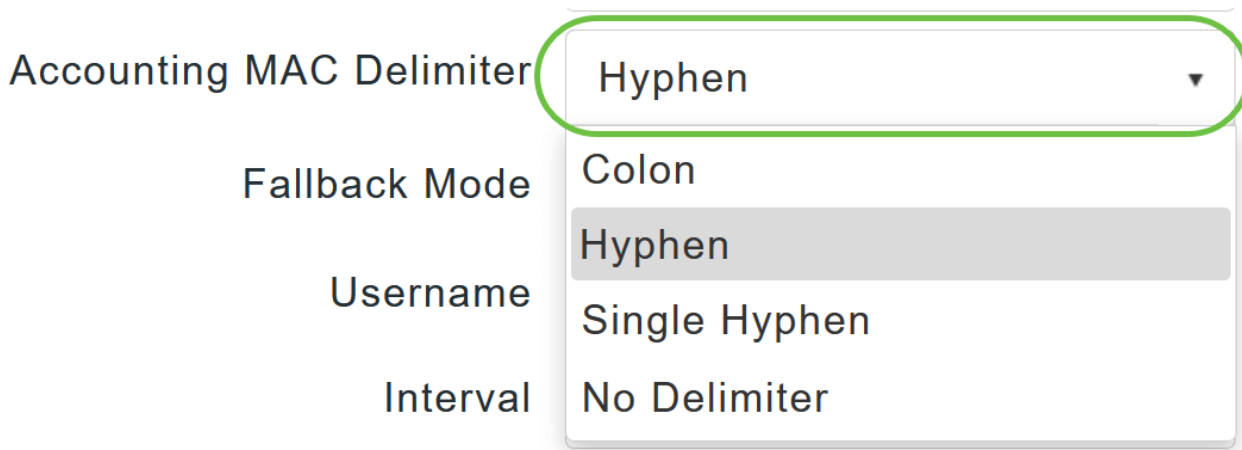 Accounting MAC Delimiter Hyphen
Colon
Fallback Mode
Hyphen
Username
Single Hyphen
Interval
No Delimiter